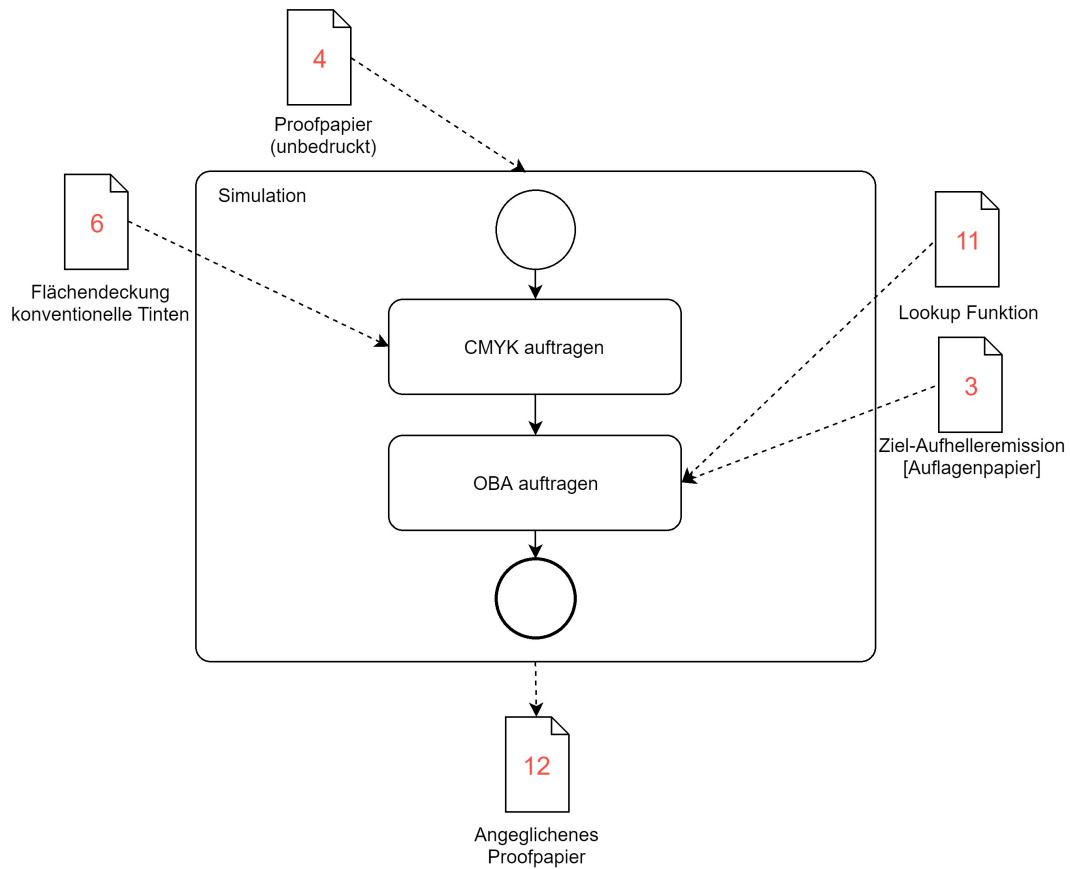 4
Proofpapier
(unbedruckt)
Simulation
6
Flächendeckung
konventionelle Tinten
11
Lookup Funktion
CMYK auftragen
3
Ziel-Aufhelleremission
[Auflagenpapier]
OBA auftragen
12
Angeglichenes
Proofpapier